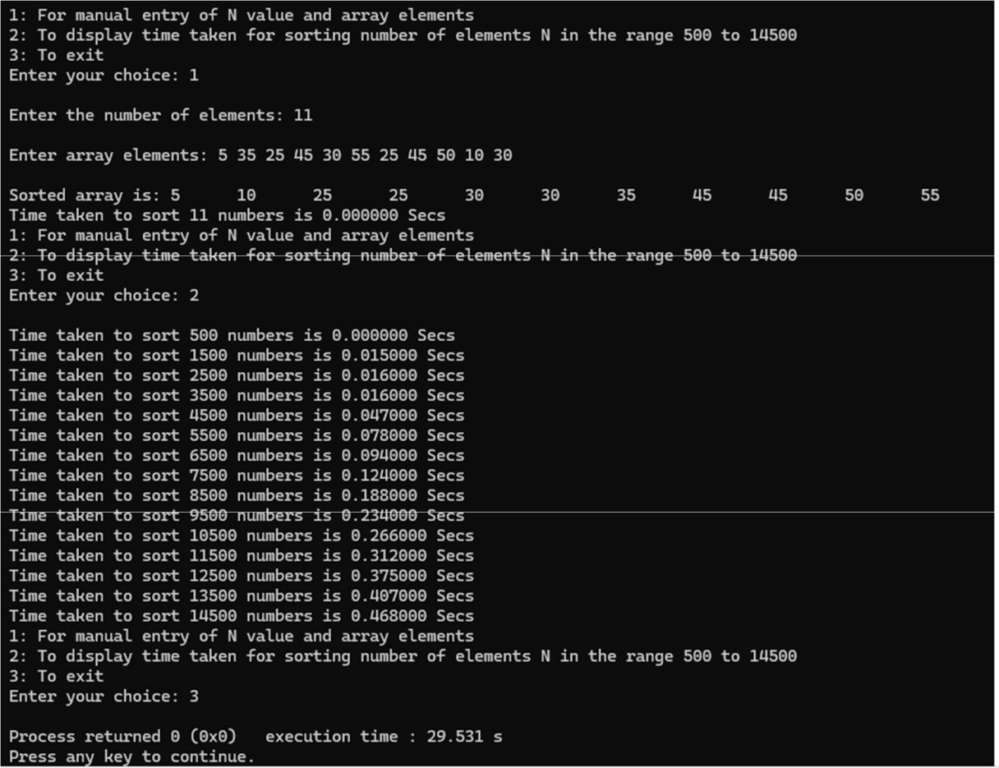 1: For manual entry of N value and array elements
2: To display time taken for sorting number of elements N in the range 500 to 14500
3: To exit
Enter your choice: 1
Enter the number of elements: 11
Enter array elements: 5 35 25 45 30 55 25 45 50 10 30
Sorted array is: 5 10 25 25 30 30 35 45 45 50 55
Time taken to sort 11 numbers is 0.000000 Secs
1: For manual entry of N value and array elements
2: To display time taken for sorting number of elements N in the range 500 to 14500
3: To exit
Enter your choice: 2
Time taken to sort 500 numbers is 0.000000 Secs
Time taken to sort 1500 numbers is 0.015000 Secs
Time taken to sort 2500 numbers is 0.016000 Secs
Time taken to sort 3500 numbers is 0.016000 Secs
Time taken to sort 4500 numbers is 0.047000 Secs
Time taken to sort 5500 numbers is 0.078000 Secs
Time taken to sort 6500 numbers is 0.094000 Secs
Time taken to sort 7500 numbers is 0.124000 Secs
Time taken to sort 8500 numbers is 0.188000 Secs
Time taken to sort 9500 numbers is 0.234000 Secs
Time taken to sort 10500 numbers is 0.266000 Secs
Time taken to sort 11500 numbers is 0.312000 Secs
Time taken to sort 12500 numbers is 0.375000 Secs
Time taken to sort 13500 numbers is 0.407000 Secs
Time taken to sort 14500 numbers is 0.468000 Secs
1: For manual entry of N value and array elements
2: To display time taken for sorting number of elements N in the range 500 to 14500
3: To exit
Enter your choice: 3
Process returned 0 (0x0)   execution time : 29.531 s
Press any key to continue.